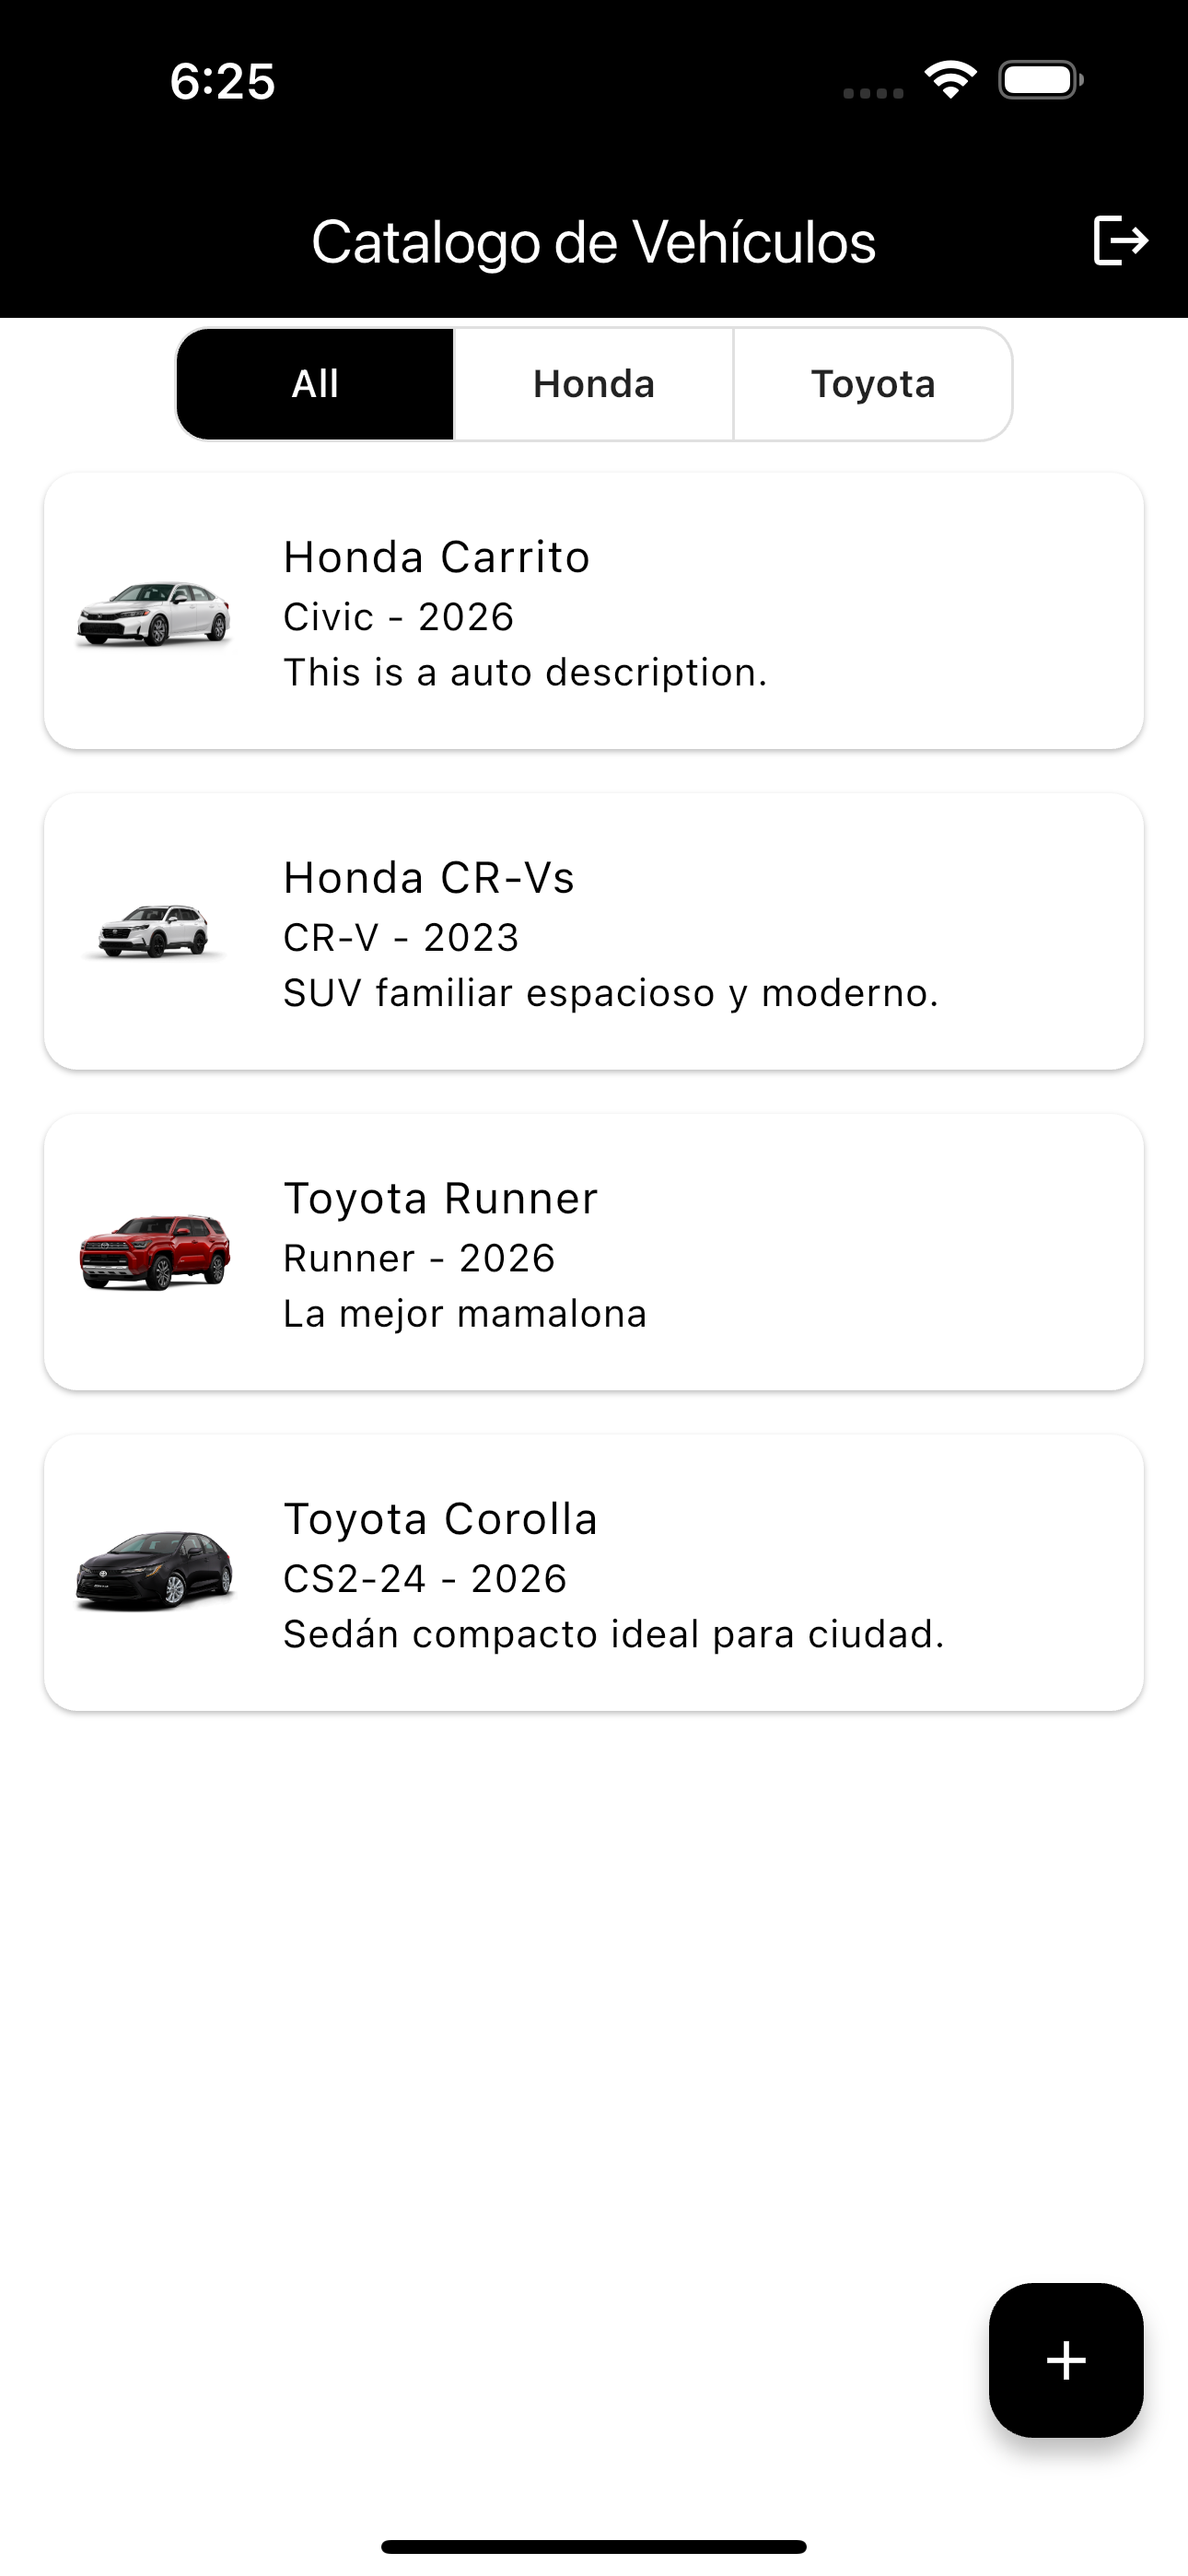 6:25
Catalogo de Vehículos
All
Honda
Toyota
Honda Carrito
Civic - 2026
This is a auto description.
Honda CR-Vs
CR-V - 2023
SUV familiar espacioso y moderno.
Toyota Runner
Runner - 2026
La mejor mamalona
Toyota Corolla
CS2-24 - 2026
Sedán compacto ideal para ciudad.
+